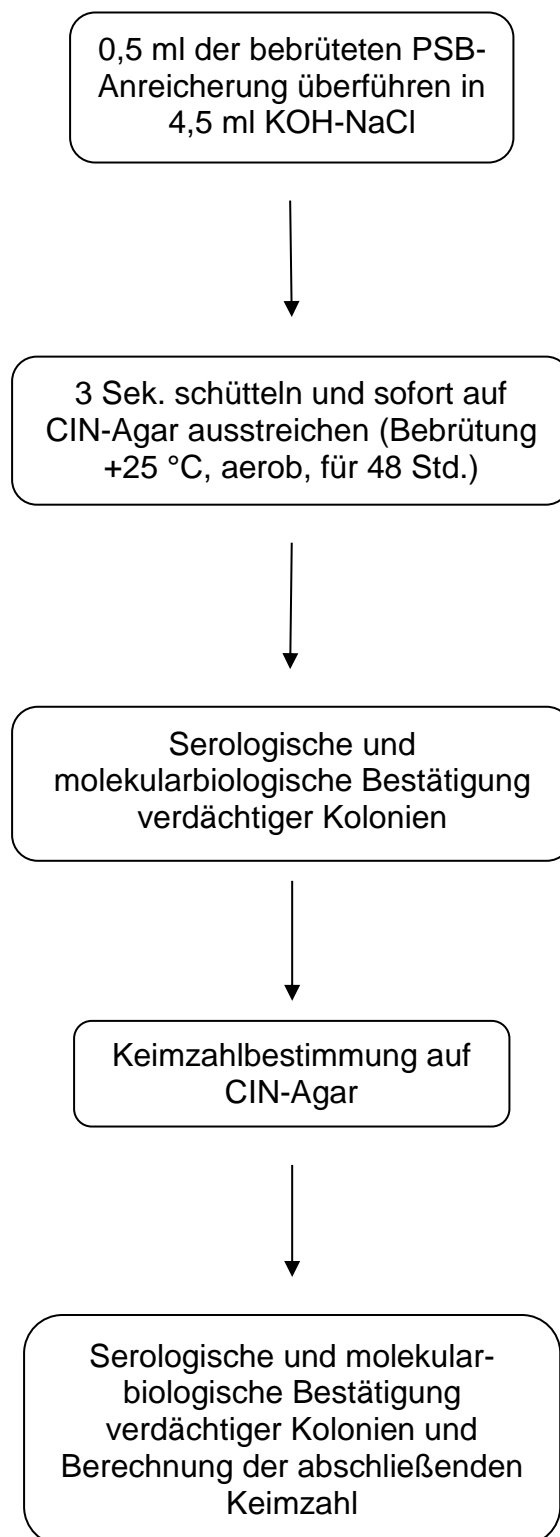 0,5 ml der bebrüteten PSB-
Anreicherung überführen in
4,5 ml KOH-NaCl
3 Sek. schütteln und sofort auf
CIN-Agar ausstreichen (Bebrütung
+25 °C, aerob, für 48 Std.)
Serologische und
molekularbiologische Bestätigung
verdächtiger Kolonien
Keimzahlbestimmung auf
CIN-Agar
Serologische und molekular-
biologische Bestätigung
verdächtiger Kolonien und
Berechnung der abschließenden
Keimzahl